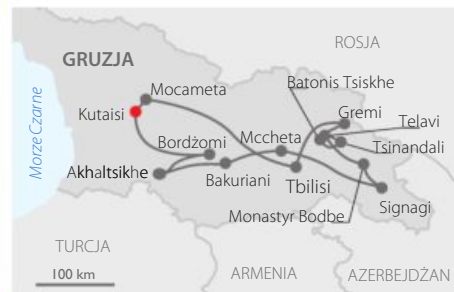 ROSJA
GRUZJA
Batonis Tsiskhe
Mocameta
Gremi
Kutaisi
Telavi
Morze Czarne
Bordżomi
Mccheta
Tsinandali
Akhaltsikhe
Bakuriani
Tbilisi
Signagi
Monastyr Bodbe
TURCJA
100 km
ARMENIA
AZERBEJDŻAN